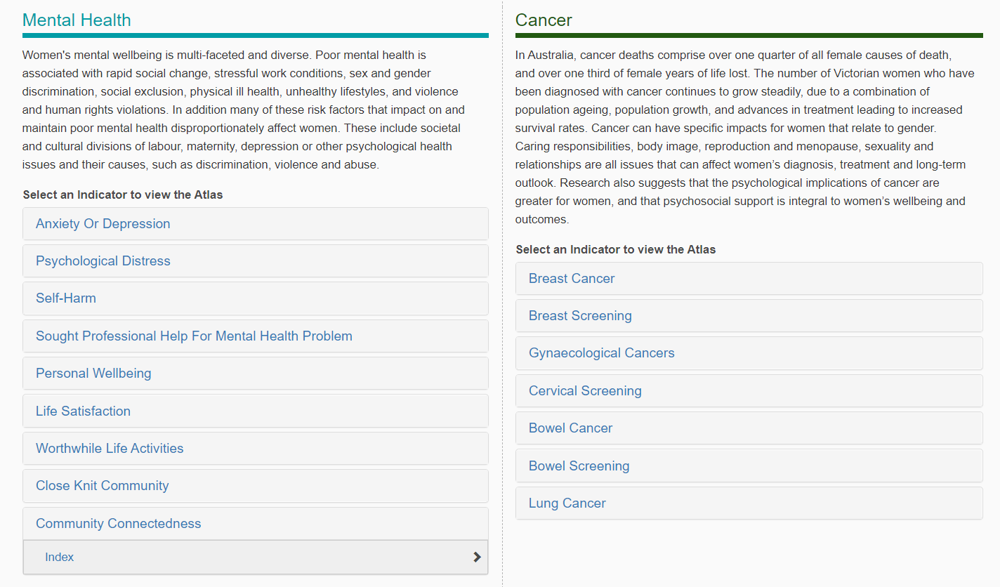 Mental Health
Women's mental wellbeing is multi-faceted and diverse. Poor mental health is
associated with rapid social change, stressful work conditions, sex and gender
discrimination, social exclusion, physical ill health, unhealthy lifestyles, and violence
and human rights violations. In addition many of these risk factors that impact on and
maintain poor mental health disproportionately affect women. These include societal
and cultural divisions of labour, maternity, depression or other psychological health
issues and their causes, such as discrimination, violence and abuse.
Select an Indicator to view the Atlas
Anxiety Or Depression
Psychological Distress
Self-Harm
Sought Professional Help For Mental Health Problem
Personal Wellbeing
Life Satisfaction
Worthwhile Life Activities
Close Knit Community
Community Connectedness
Index
Cancer
In Australia, cancer deaths comprise over one quarter of all female causes of death,
and over one third of female years of life lost. The number of Victorian women who have
been diagnosed with cancer continues to grow steadily, due to a combination of
population ageing, population growth, and advances in treatment leading to increased
survival rates. Cancer can have specific impacts for women that relate to gender.
Caring responsibilities, body image, reproduction and menopause, sexuality and
relationships are all issues that can affect women’s diagnosis, treatment and long-term
outlook. Research also suggests that the psychological implications of cancer are
greater for women, and that psychosocial support is integral to women’s wellbeing and
outcomes.
Select an Indicator to view the Atlas
Breast Cancer
Breast Screening
Gynaecological Cancers
Cervical Screening
Bowel Cancer
Bowel Screening
Lung Cancer